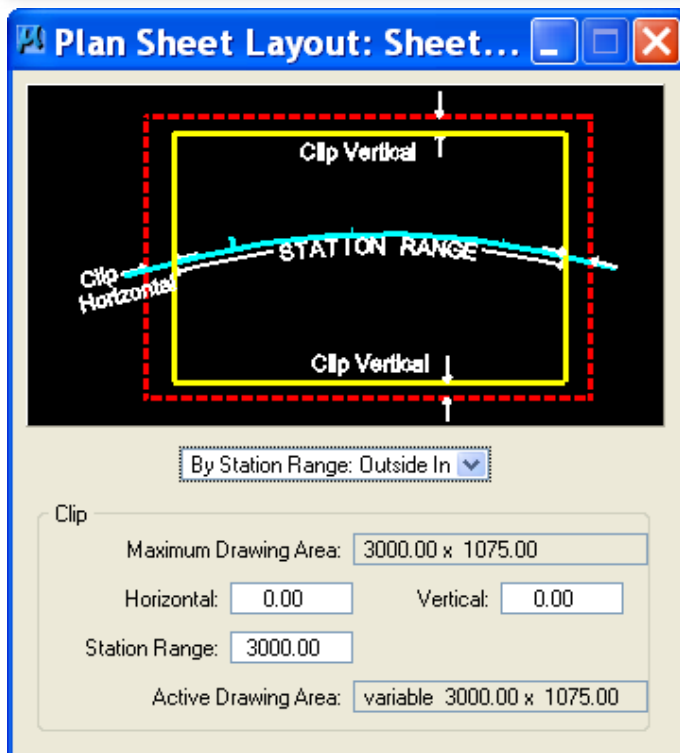 Plan Sheet Layout: Sheet...
Clip Vertical
STATION RANGE
Clip
Horizontal
Clip Vertical
By Station Range: Outside In
Clip
Maximum Drawing Area: 3000.00 x 1075.00
Horizontal: 0.00 Vertical: 0.00
Station Range: 3000.00
Active Drawing Area: variable 3000.00 x 1075.00